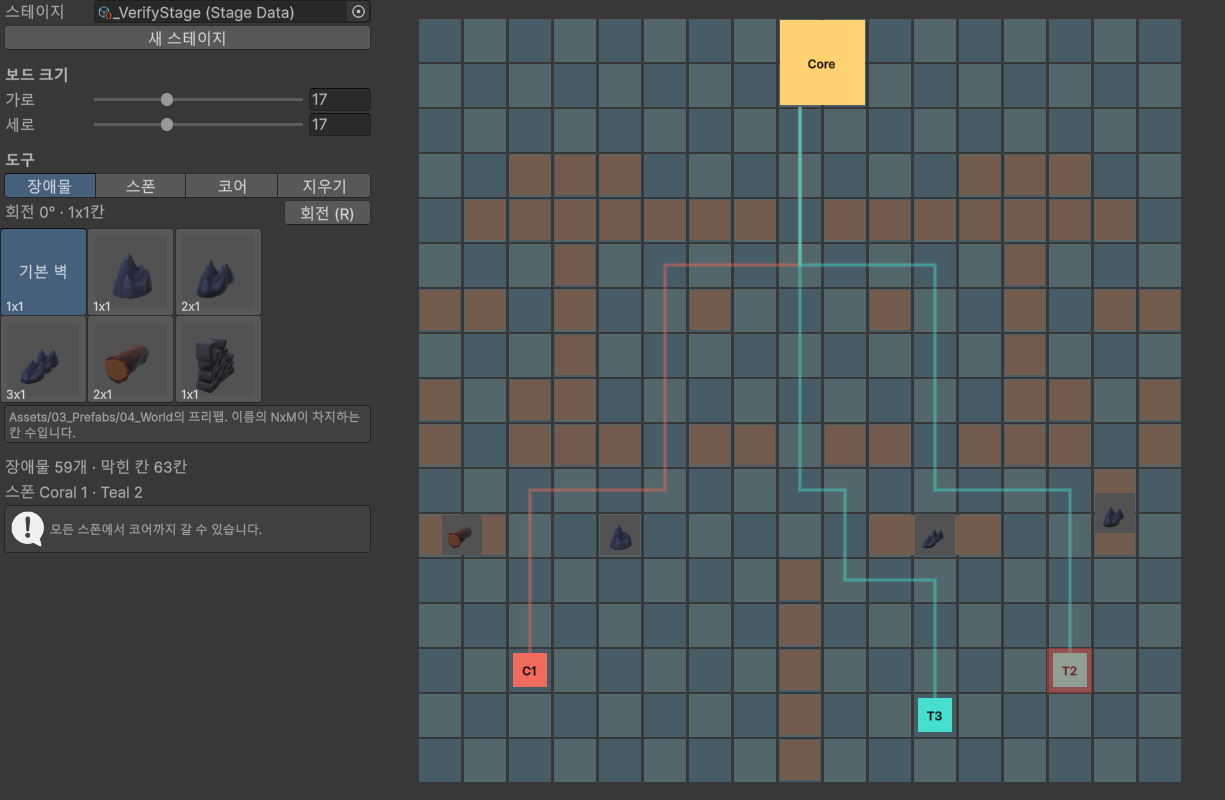 스테이지 _VerifyStage (Stage Data)
새 스테이지
보드 크기
가로 17
세로 17
도구
장애물 스폰 코어 지우기
회전 0° · 1x1칸 회전 (R)
기본 벽
1x1 1x1 2x1
3x1 2x1 1x1
Assets/03_Prefabs/04_World의 프리팹. 이름의 NxM이 차지하는
칸 수입니다.
장애물 59개 · 막힌 칸 63칸
스폰 Coral 1 · Teal 2
모든 스폰에서 코어까지 갈 수 있습니다.
Core
C1
T2
T3